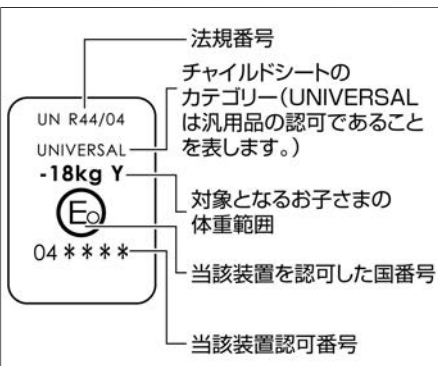 法規番号
チャイルドシートの
カテゴリー(UNIVERSAL
は汎用品の認可であること
を表します。)
UN R44/04
UNIVERSAL
-18kg Y
E0
04＊＊＊＊
対象となるお子さまの
体重範囲
当該装置を認可した国番号
当該装置認可番号